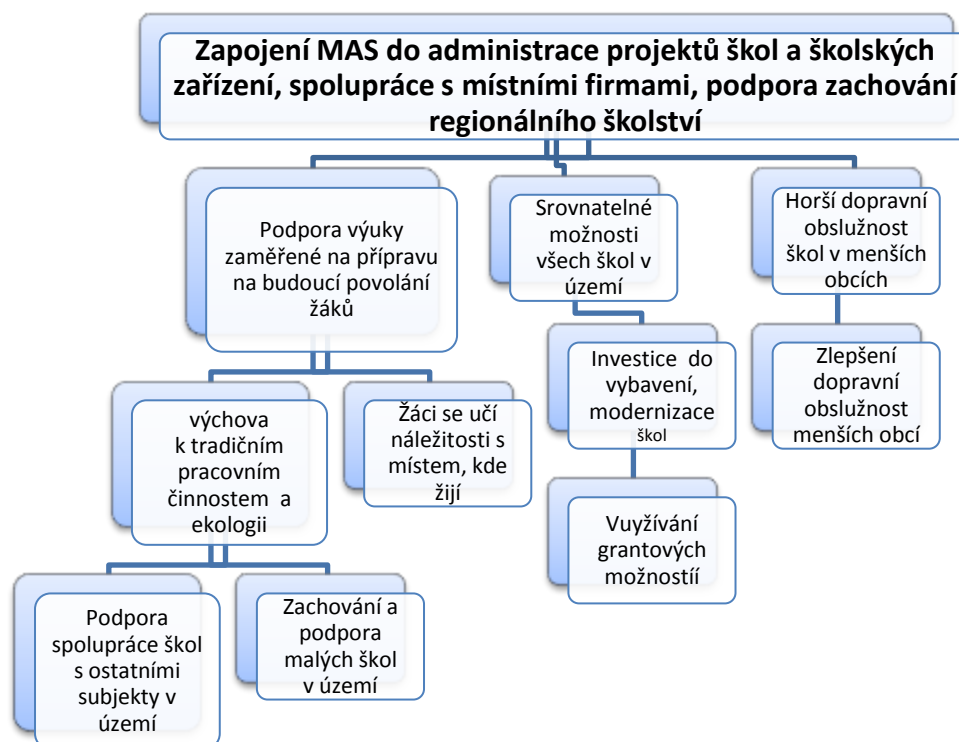 Zapojení MAS do administrace projektů škol a školských
zařízení, spolupráce s místními firmami, podpora zachování
regionálního školství
Podpora výuky
zaměřené na přípravu
na budoucí povolání
žáků
Srovnatelné
možnosti
všech škol v
území
Horší dopravní
obslužnost
škol v menších
obcích
výchova
k tradičním
pracovním
činnostem a
ekologii
Žáci se učí
náležitosti s
místem, kde
žijí
Investice do
vybavení,
modernizace
škol
Zlepšení
dopravní
obslužnost
menších obcí
Vuyžívání
grantových
možnostíí
Podpora
spolupráce škol
s ostatními
subjekty v
území
Zachování a
podpora
malých škol
v území